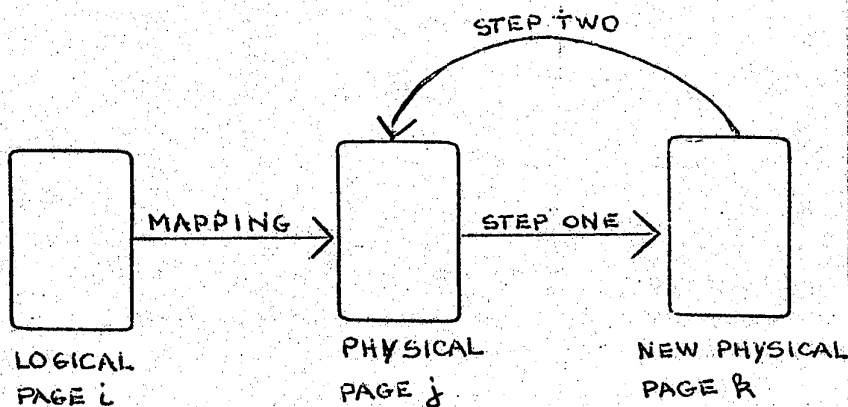 STEP TWO
MAPPING
STEP ONE
LOGICAL
PAGE i
PHYSICAL
PAGE j
NEW PHYSICAL
PAGE k